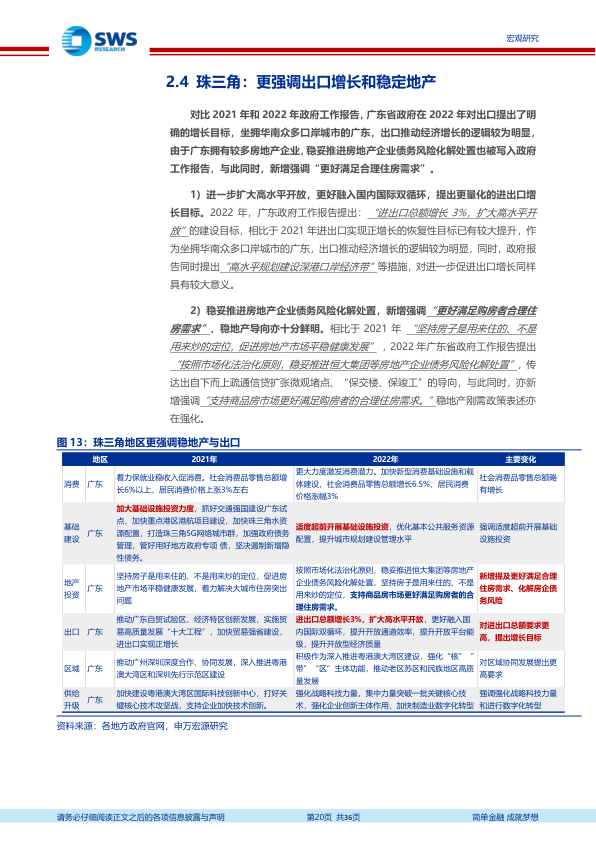 SWS
RESEARCH
宏观研究
2.4 珠三角：更强调出口增长和稳定地产
对比 2021 年和 2022 年政府工作报告，广东省政府在 2022 年对出口提出了明
确的增长目标，坐拥华南众多口岸城市的广东，出口推动经济增长的逻辑较为明显，
由于广东拥有较多房地产企业，稳妥推进房地产企业债务风险化解处置也被写入政府
工作报告，与此同时，新增强调“更好满足合理住房需求”。
1）进一步扩大高水平开放，更好融入国内国际双循环，提出更量化的进出口增
长目标。2022 年，广东政府工作报告提出：“进出口总额增长 3%，扩大高水平开
放”的建设目标，相比于 2021 年进出口实现正增长的恢复性目标已有较大提升，作
为坐拥华南众多口岸城市的广东，出口推动经济增长的逻辑较为明显，同时，政府报
告同时提出“高水平规划建设深港口岸经济带”等措施，对进一步促进出口增长同样
具有较大意义。
2）稳妥推进房地产企业债务风险化解处置，新增强调“更好满足购房者合理住
房需求”，稳地产导向亦十分鲜明。相比于 2021 年 “坚持房子是用来住的、不是
用来炒的定位，促进房地产市场平稳健康发展”，2022 年广东省政府工作报告提出
“按照市场化法治化原则，稳妥推进恒大集团等房地产企业债务风险化解处置”，传
达出自下而上疏通信贷扩张微观堵点、“保交楼、保竣工”的导向，与此同时，亦新
增强调“支持商品房市场更好满足购房者的合理住房需求。”稳地产刚需政策表述亦
在强化。
图 13：珠三角地区更强调稳地产与出口
地区 2021年 2022年 主要变化
消费 广东 着力保就业稳收入促消费。社会消费品零售总额增
长6%以上，居民消费价格上涨3%左右
更大力度激发消费潜力。加快新型消费基础设施和载
体建设，社会消费品零售总额增长6.5%；居民消费
价格涨幅3%
社会消费品零售总额略
有增长
基础
建设 广东
加大基础设施投资力度，抓好交通强国建设广东试
点，加快重点港区港航项目建设，加快珠三角水资
源配置，打造珠三角5G网络城市群，加强政府债务
管理，管好用好地方政府专项 债，坚决遏制新增隐
性债务。
适度超前开展基础设施投资，优化基本公共服务资源
配置，提升城市规划建设管理水平
强调适度超前开展基础
设施投资
地产
投资 广东
坚持房子是用来住的、不是用来炒的定位，促进房
地产市场平稳健康发展，着力解决大城市住房突出
问题
按照市场化法治化原则，稳妥推进恒大集团等房地产
企业债务风险化解处置，坚持房子是用来住的、不是
用来炒的定位，支持商品房市场更好满足购房者的合
理住房需求。
新增提及更好满足合理
住房需求、化解房企债
务风险
出口 广东
推动广东自贸试验区、经济特区创新发展，实施贸
易高质量发展“十大工程”，加快贸易强省建设，
进出口实现正增长
进出口总额增长3%，扩大高水平开放，更好融入国
内国际双循环，提升开放通道效率，提升开放平台能
级，提升开放型经济质量
对进出口总额要求更
高，提出增长目标
区域 广东
推动广州深圳深度合作、协同发展，深入推进粤港
澳大湾区和深圳先行示范区建设
积极作为深入推进粤港澳大湾区建设，强化“核”“
带”“区”主体功能，推动老区苏区和民族地区高质
量发展
对区域协同发展提出更
高要求
供给
升级 广东
加快建设粤港澳大湾区国际科技创新中心，打好关
键核心技术攻坚战，支持企业加快技术创新。
强化战略科技力量，集中力量突破一批关键核心技
术，强化企业创新主体作用，加快制造业数字化转型
强调强化战略科技力量
和进行数字化转型
资料来源：各地方政府官网，申万宏源研究
请务必仔细阅读正文之后的各项信息披露与声明 第20页 共36页 简单金融 成就梦想